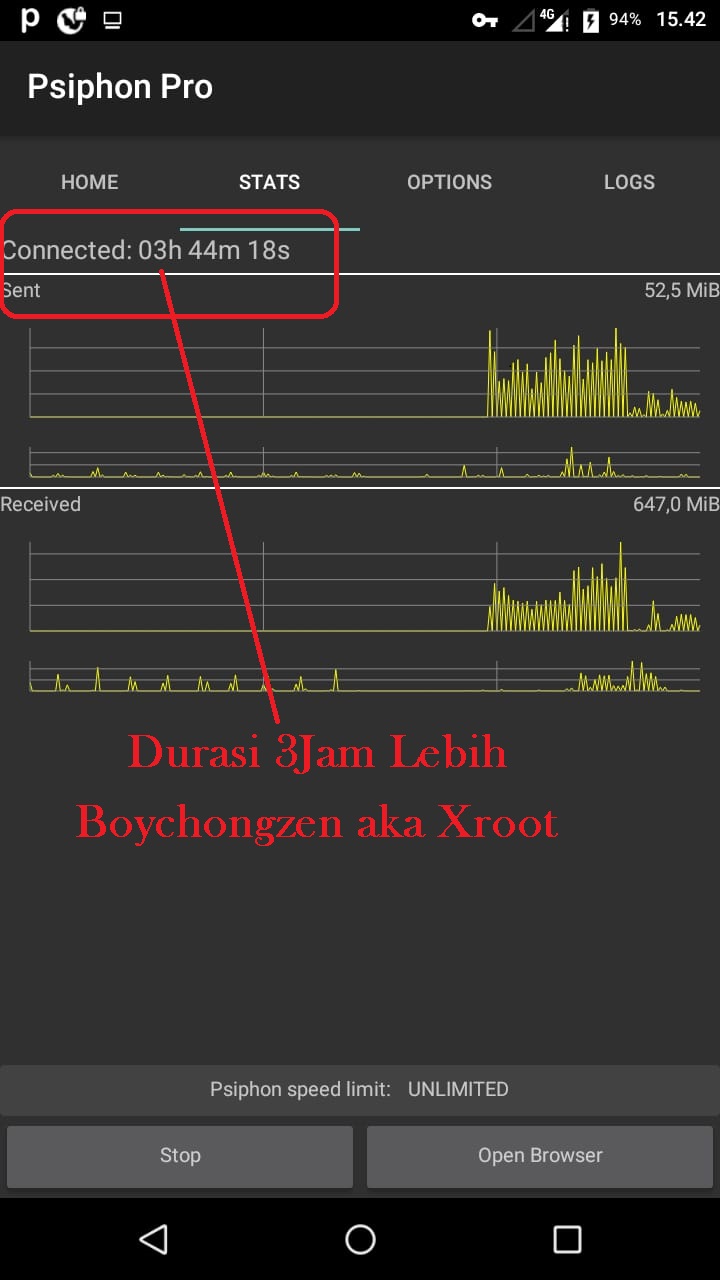 4G 94% 15.42
Psiphon Pro
HOME STATS OPTIONS LOGS
Connected: 03h 44m 18s
Sent 52,5 MiB
Received 647,0 MiB
Durasi 3Jam Lebih
Boychongzen aka Xroot
Psiphon speed limit: UNLIMITED
Stop Open Browser